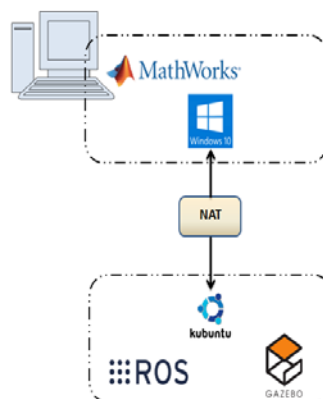 MathWorks®
Windows 10
NAT
kubuntu
ROS
GAZEBO